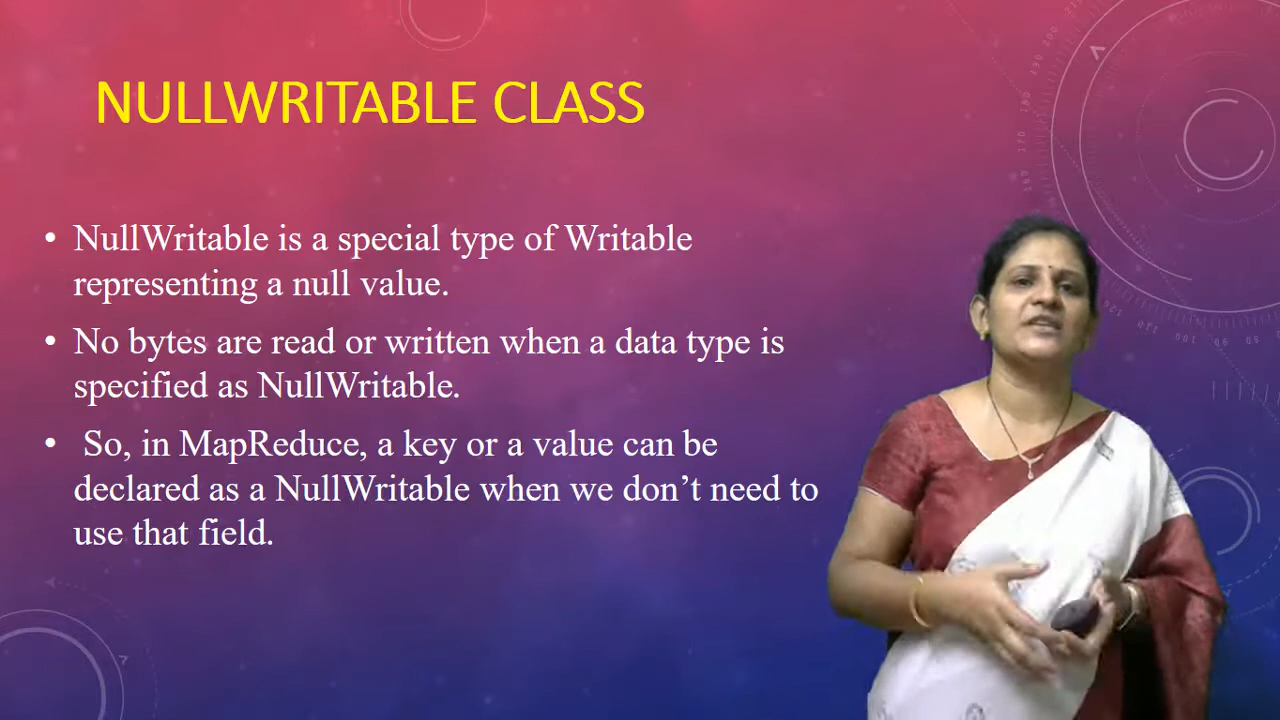 NULLWRITABLE CLASS
• NullWritable is a special type of Writable
representing a null value.
• No bytes are read or written when a data type is
specified as NullWritable.
• So, in MapReduce, a key or a value can be
declared as a NullWritable when we don’t need to
use that field.